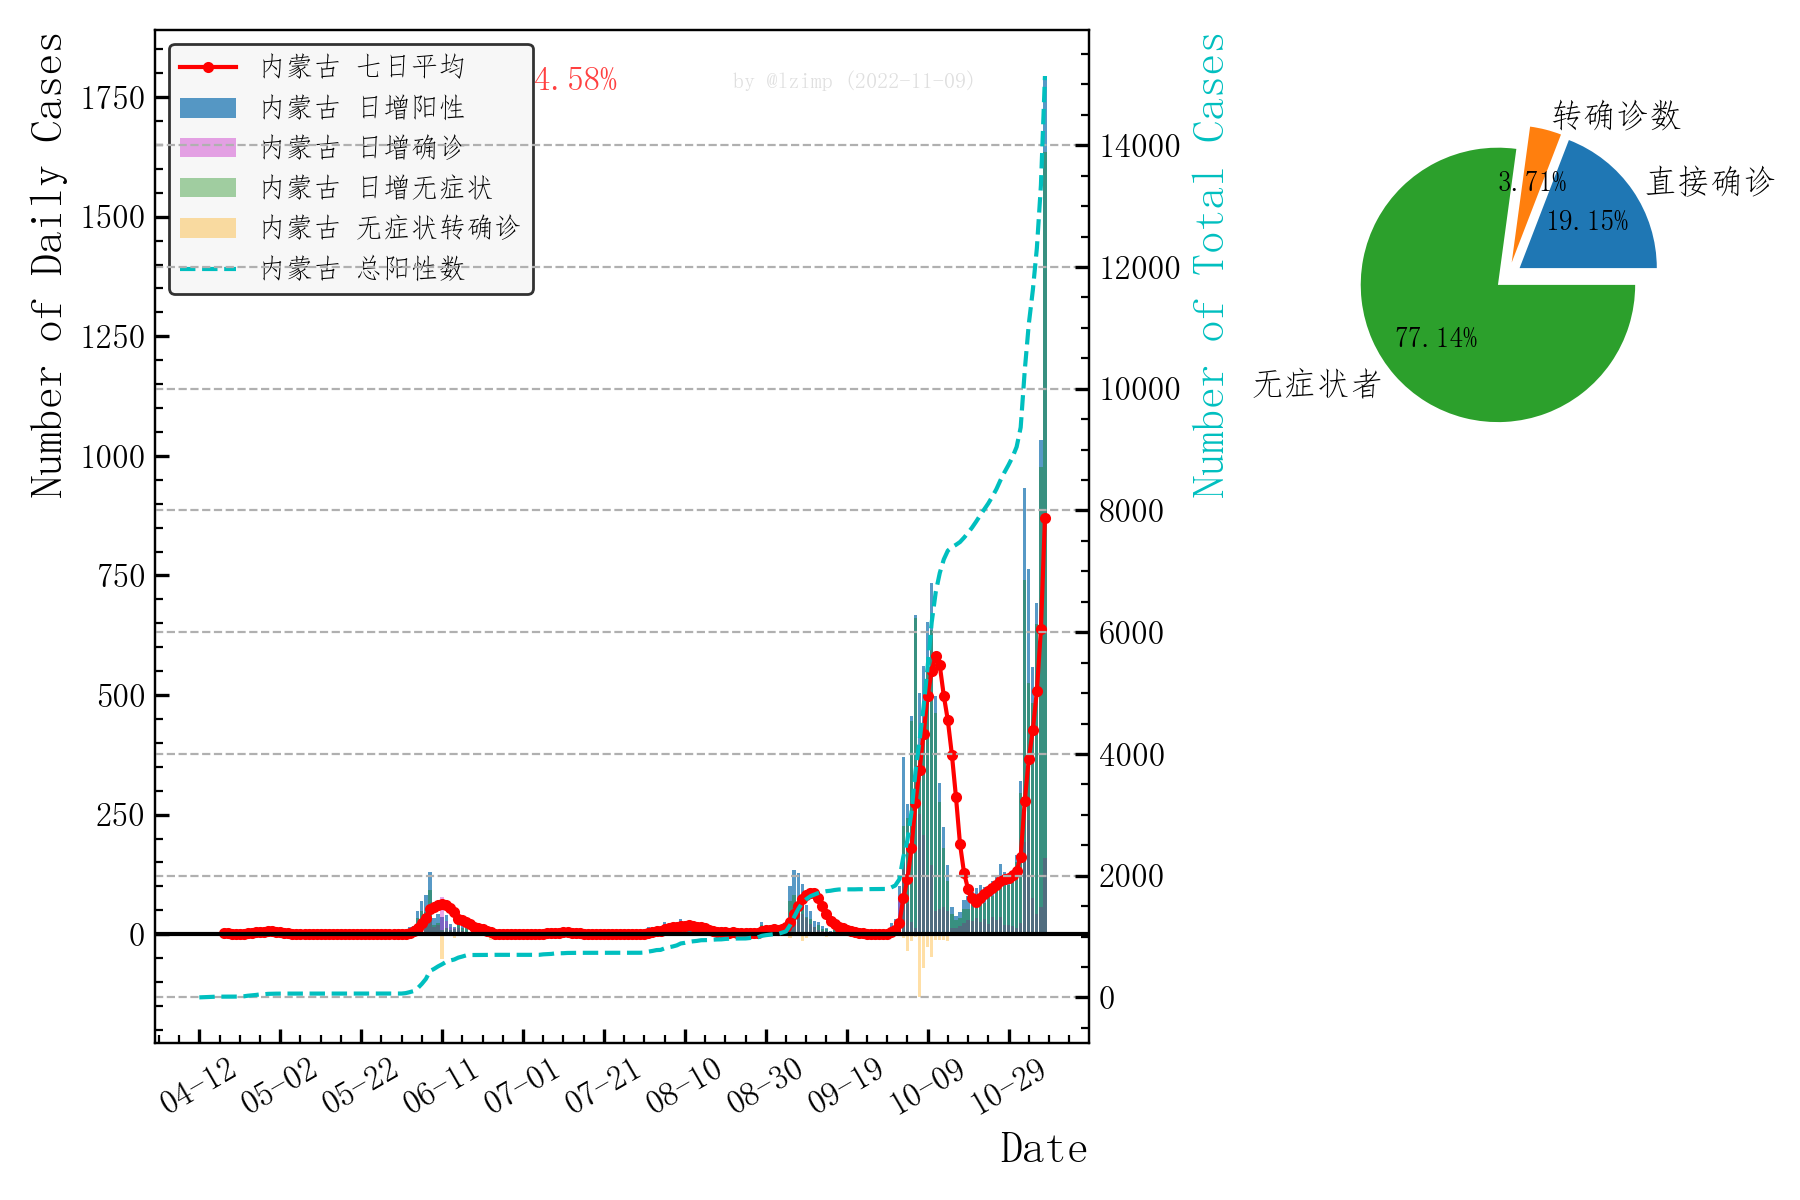 内蒙古 七日平均
内蒙古 日增阳性
内蒙古 日增确诊
内蒙古 日增无症状
内蒙古 无症状转确诊
内蒙古 总阳性数
4.58%
by @lzimp (2022-11-09)
Number of Daily Cases
1750
1500
1250
1000
750
500
250
0
14000
12000
10000
8000
6000
4000
2000
0
Number of Total Cases
04-12
05-02
05-22
06-11
07-01
07-21
08-10
08-30
09-19
10-09
10-29
Date
转确诊数
直接确诊
3.71%
19.15%
77.14%
无症状者